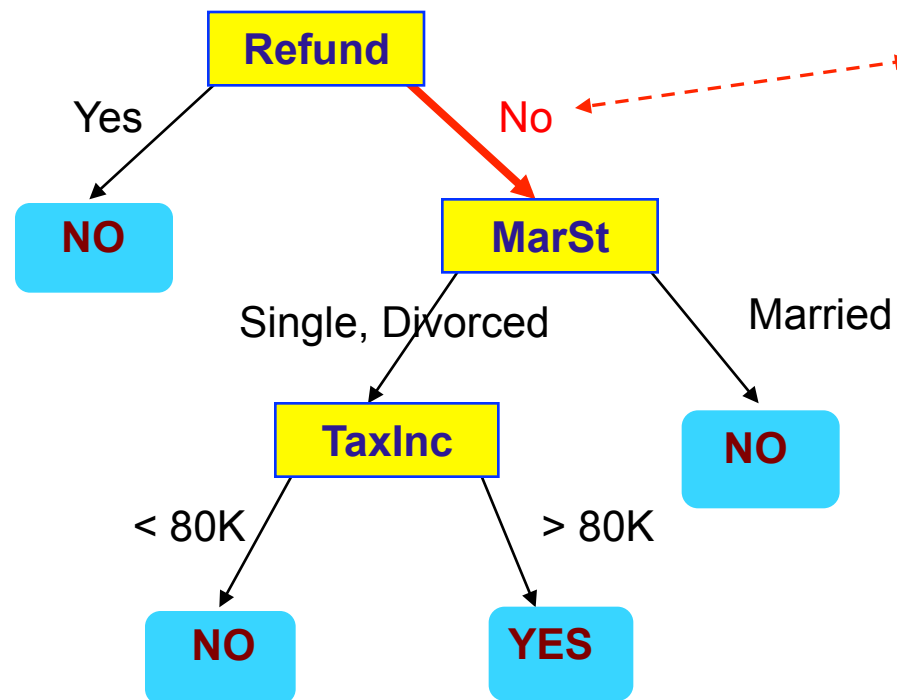 Refund
Yes
No
NO
MarSt
Single, Divorced
Married
TaxInc
NO
< 80K
> 80K
NO
YES